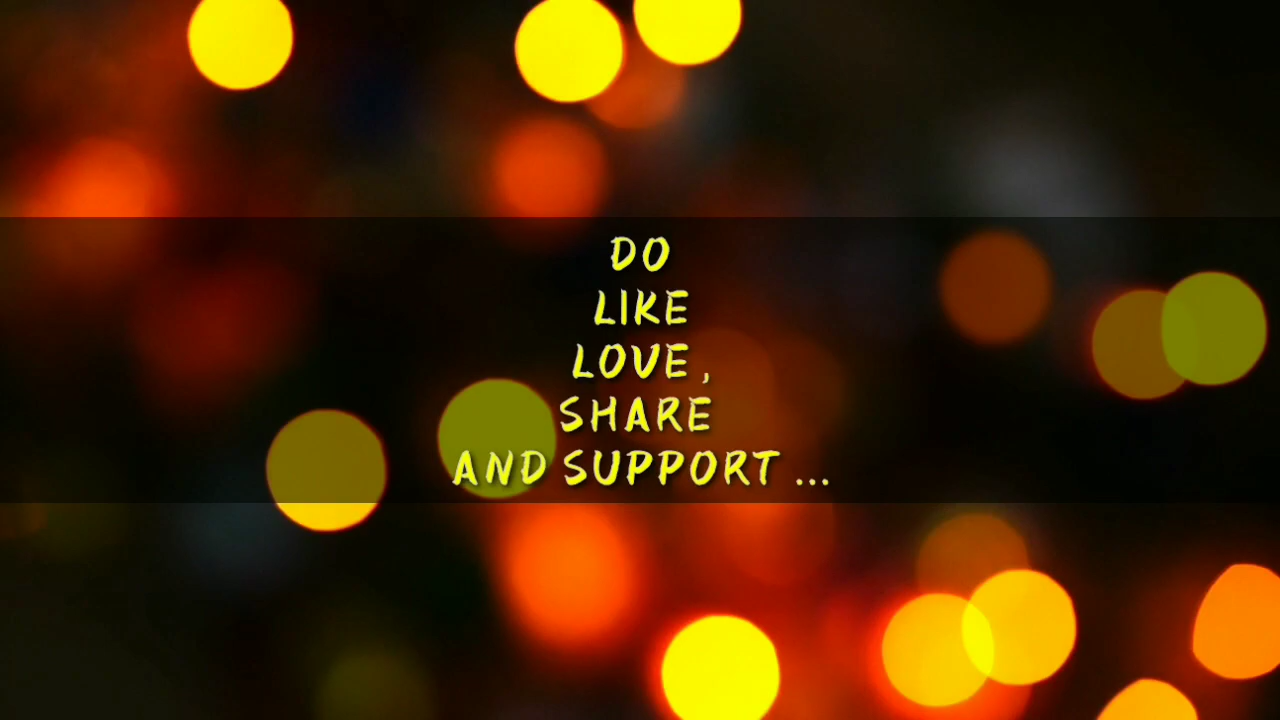 DO
LIKE
LOVE,
SHARE
AND SUPPORT ...